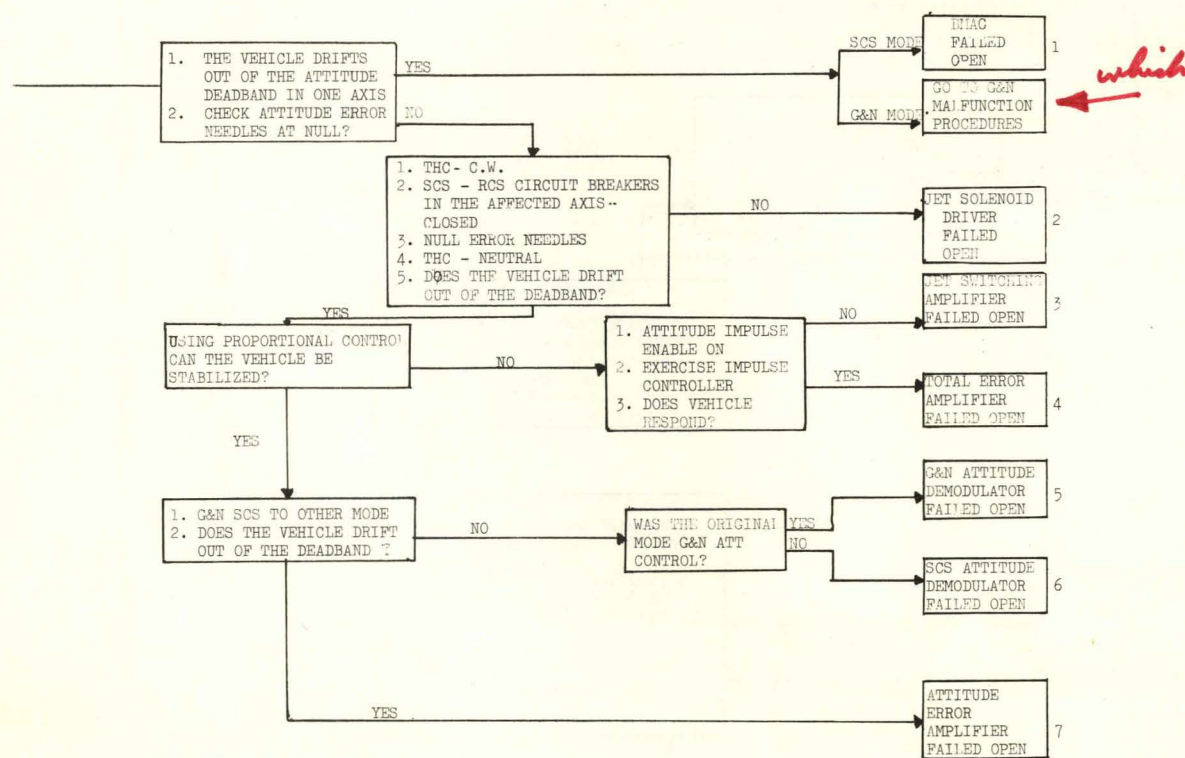 1. THE VEHICLE DRIFTS
OUT OF THE ATTITUDE
DEADBAND IN ONE AXIS
2. CHECK ATTITUDE ERROR
NEEDLES AT NULL?
YES
NO
SCS MODE
G&N MODE
BMAG
FAILED
OPEN
1
GO TO G&N
MALFUNCTION
PROCEDURES
which
1. THC - C.W.
2. SCS - RCS CIRCUIT BREAKERS
IN THE AFFECTED AXIS--
CLOSED
3. NULL ERROR NEEDLES
4. THC - NEUTRAL
5. DOES THE VEHICLE DRIFT
OUT OF THE DEADBAND?
NO
JET SOLENOID
DRIVER
FAILED
OPEN
2
YES
USING PROPORTIONAL CONTROL
CAN THE VEHICLE BE
STABILIZED?
NO
1. ATTITUDE IMPULSE
ENABLE ON
2. EXERCISE IMPULSE
CONTROLLER
3. DOES VEHICLE
RESPOND?
NO
YES
JET SWITCHING
AMPLIFIER
FAILED OPEN
3
TOTAL ERROR
AMPLIFIER
FAILED OPEN
4
YES
1. G&N SCS TO OTHER MODE
2. DOES THE VEHICLE DRIFT
OUT OF THE DEADBAND ?
NO
WAS THE ORIGINAL
MODE G&N ATT
CONTROL?
YES
NO
G&N ATTITUDE
DEMODULATOR
FAILED OPEN
5
SCS ATTITUDE
DEMODULATOR
FAILED OPEN
6
YES
ATTITUDE
ERROR
AMPLIFIER
FAILED OPEN
7